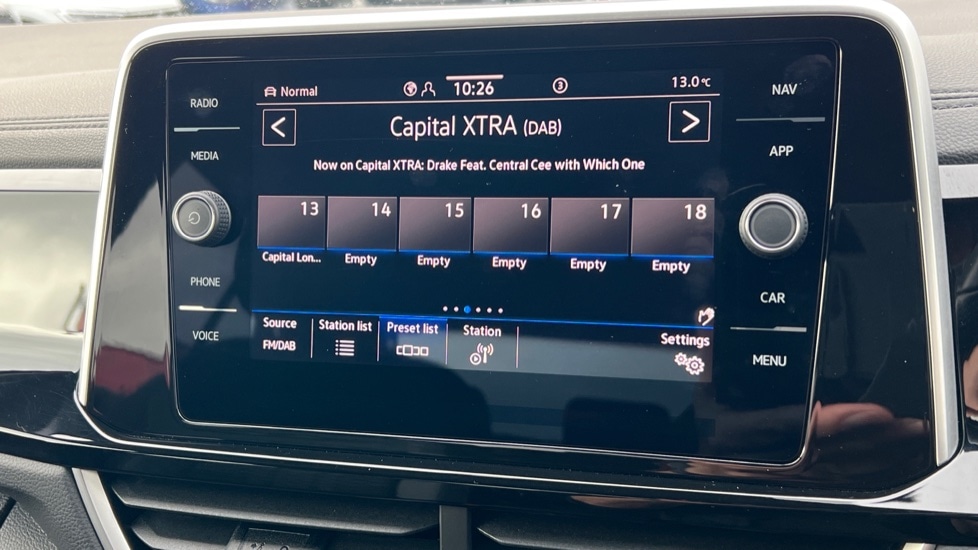 RADIO
MEDIA
PHONE
VOICE
Normal
10:26
3
13.0°C
Capital XTRA (DAB)
Now on Capital XTRA: Drake Feat. Central Cee with Which One
13 14 15 16 17 18
Capital Lon... Empty Empty Empty Empty Empty
Source Station list Preset list Station Settings
FM/DAB
NAV
APP
CAR
MENU